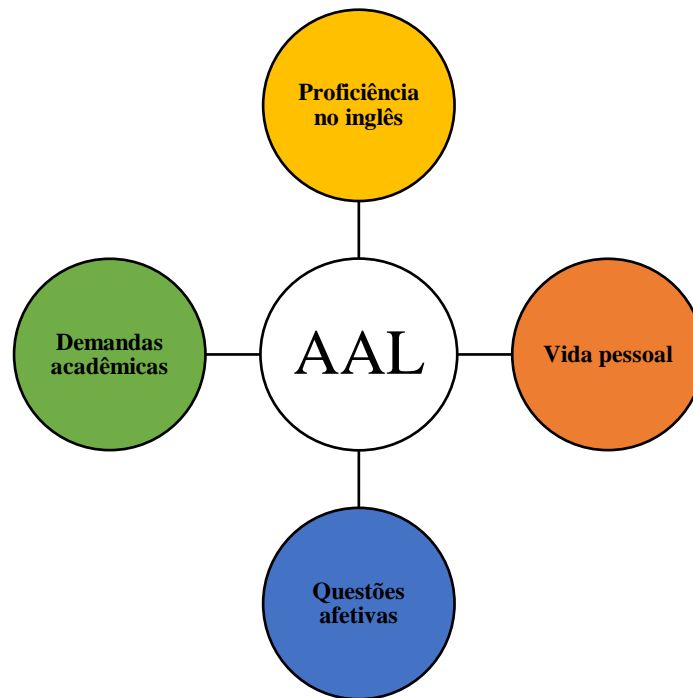 Proficiência
no inglês
Demandas
acadêmicas
AAL
Vida pessoal
Questões
afetivas